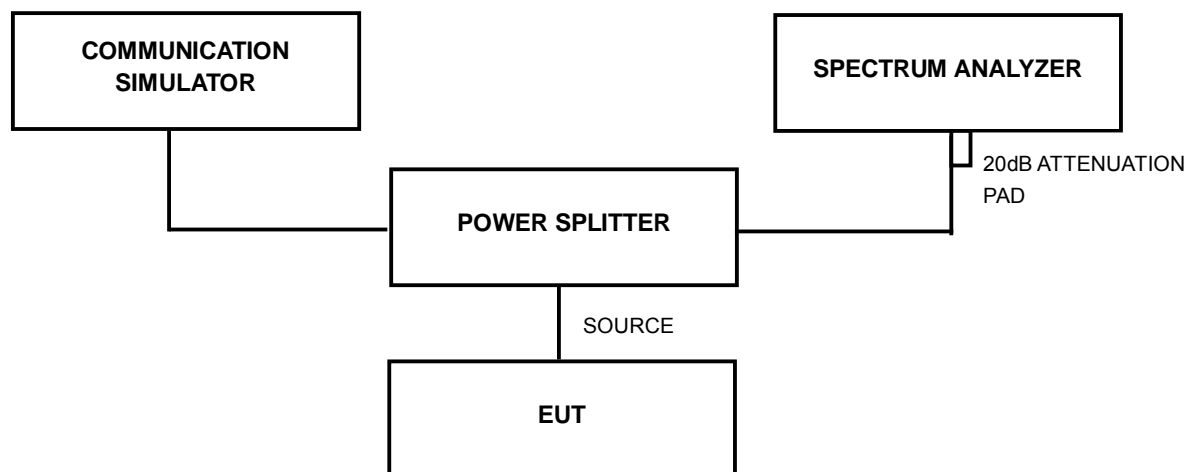 COMMUNICATION
SIMULATOR
SPECTRUM ANALYZER
20dB ATTENUATION
PAD
POWER SPLITTER
SOURCE
EUT